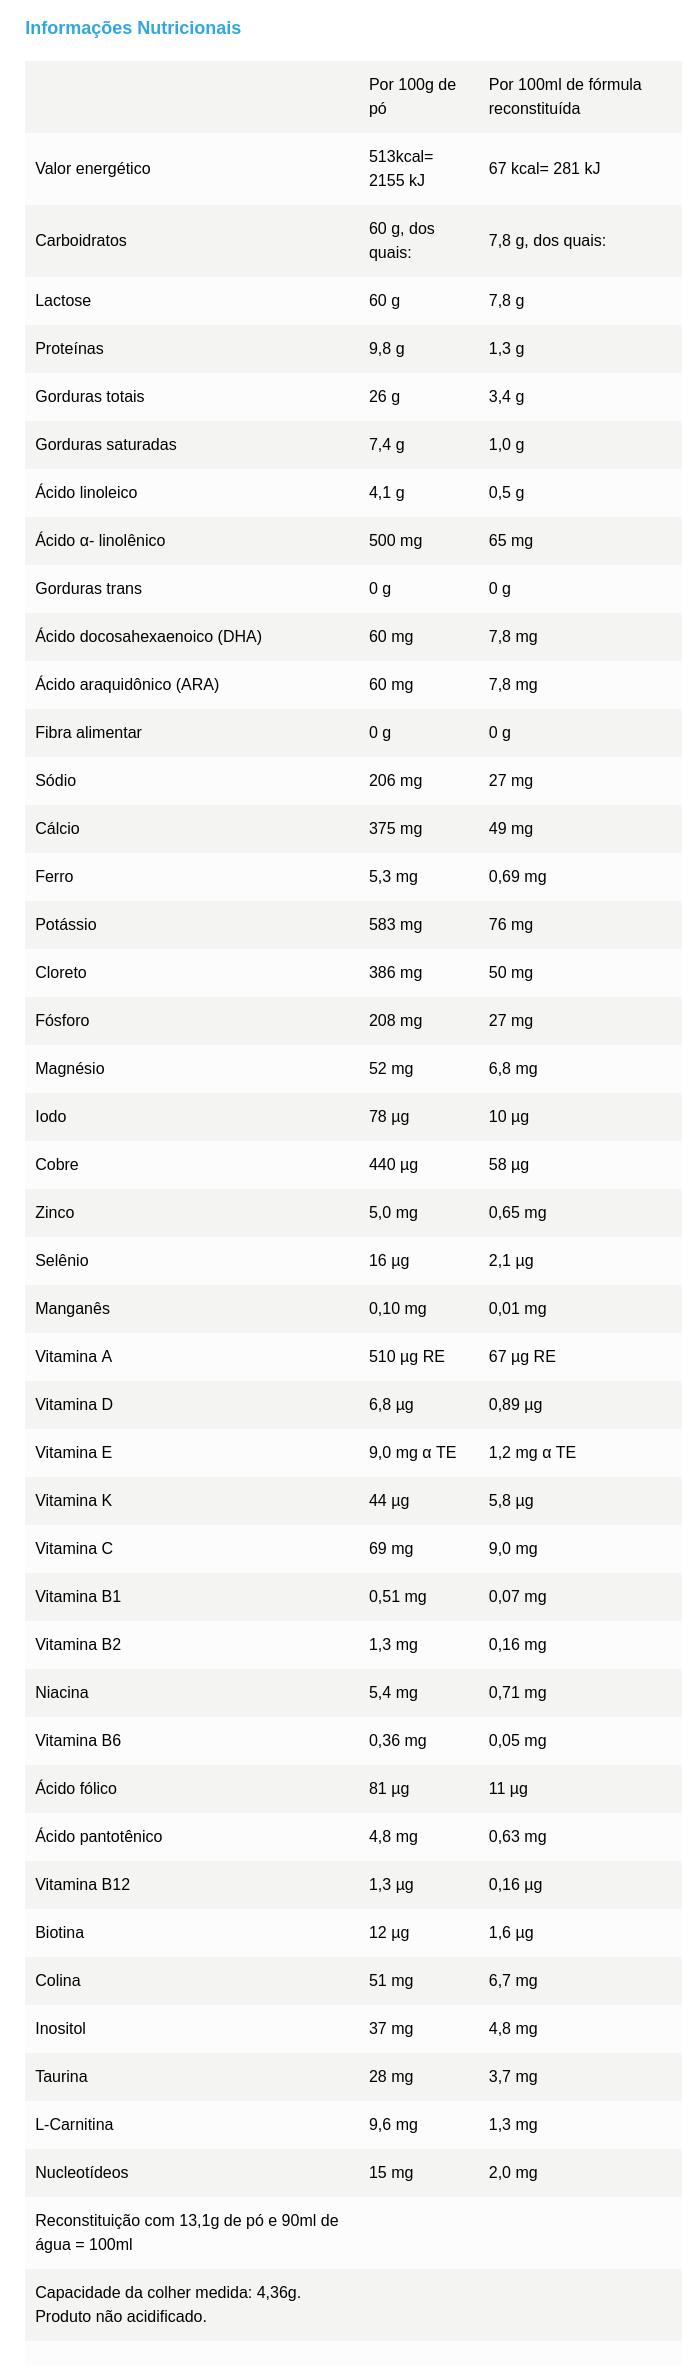 Informações Nutricionais
Por 100g de Por 100ml de fórmula
pó reconstituída
513kcal=
Valor energético 67 kcal= 281 kJ
2155 kJ
60 g, dos
Carboidratos 7,8 g, dos quais:
quais:
Lactose 60 g 7,8 g
Proteínas 9,8 g 1,3 g
Gorduras totais 26 g 3,4 g
Gorduras saturadas 7,4 g 1,0 g
Ácido linoleico 4,1 g 0,5 g
Ácido α- linolênico 500 mg 65 mg
Gorduras trans 0 g 0 g
Ácido docosahexaenoico (DHA) 60 mg 7,8 mg
Ácido araquidônico (ARA) 60 mg 7,8 mg
Fibra alimentar 0 g 0 g
Sódio 206 mg 27 mg
Cálcio 375 mg 49 mg
Ferro 5,3 mg 0,69 mg
Potássio 583 mg 76 mg
Cloreto 386 mg 50 mg
Fósforo 208 mg 27 mg
Magnésio 52 mg 6,8 mg
Iodo 78 µg 10 µg
Cobre 440 µg 58 µg
Zinco 5,0 mg 0,65 mg
Selênio 16 µg 2,1 µg
Manganês 0,10 mg 0,01 mg
Vitamina A 510 µg RE 67 µg RE
Vitamina D 6,8 µg 0,89 µg
Vitamina E 9,0 mg α TE 1,2 mg α TE
Vitamina K 44 µg 5,8 µg
Vitamina C 69 mg 9,0 mg
Vitamina B1 0,51 mg 0,07 mg
Vitamina B2 1,3 mg 0,16 mg
Niacina 5,4 mg 0,71 mg
Vitamina B6 0,36 mg 0,05 mg
Ácido fólico 81 µg 11 µg
Ácido pantotênico 4,8 mg 0,63 mg
Vitamina B12 1,3 µg 0,16 µg
Biotina 12 µg 1,6 µg
Colina 51 mg 6,7 mg
Inositol 37 mg 4,8 mg
Taurina 28 mg 3,7 mg
L-Carnitina 9,6 mg 1,3 mg
Nucleotídeos 15 mg 2,0 mg
Reconstituição com 13,1g de pó e 90ml de
água = 100ml
Capacidade da colher medida: 4,36g.
Produto não acidificado.